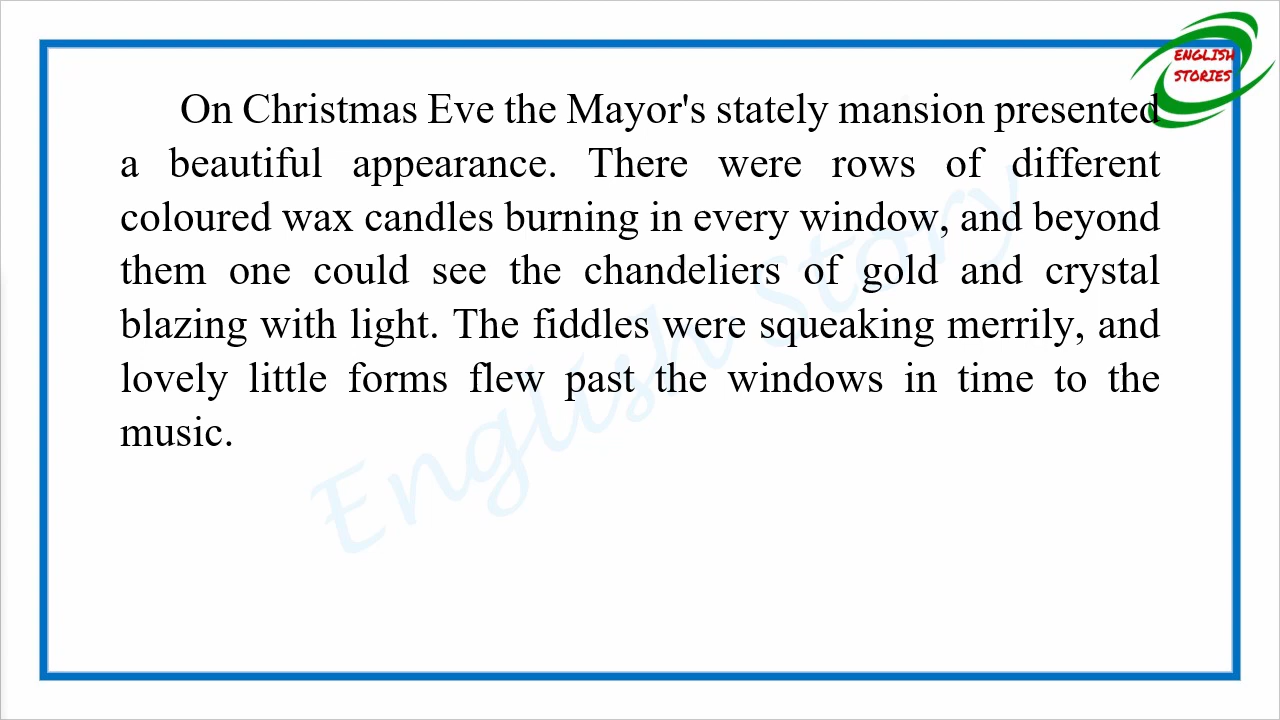 ENGLISH
STORIES
On Christmas Eve the Mayor's stately mansion presented
a beautiful appearance. There were rows of different
coloured wax candles burning in every window, and beyond
them one could see the chandeliers of gold and crystal
blazing with light. The fiddles were squeaking merrily, and
lovely little forms flew past the windows in time to the
music.
English Story